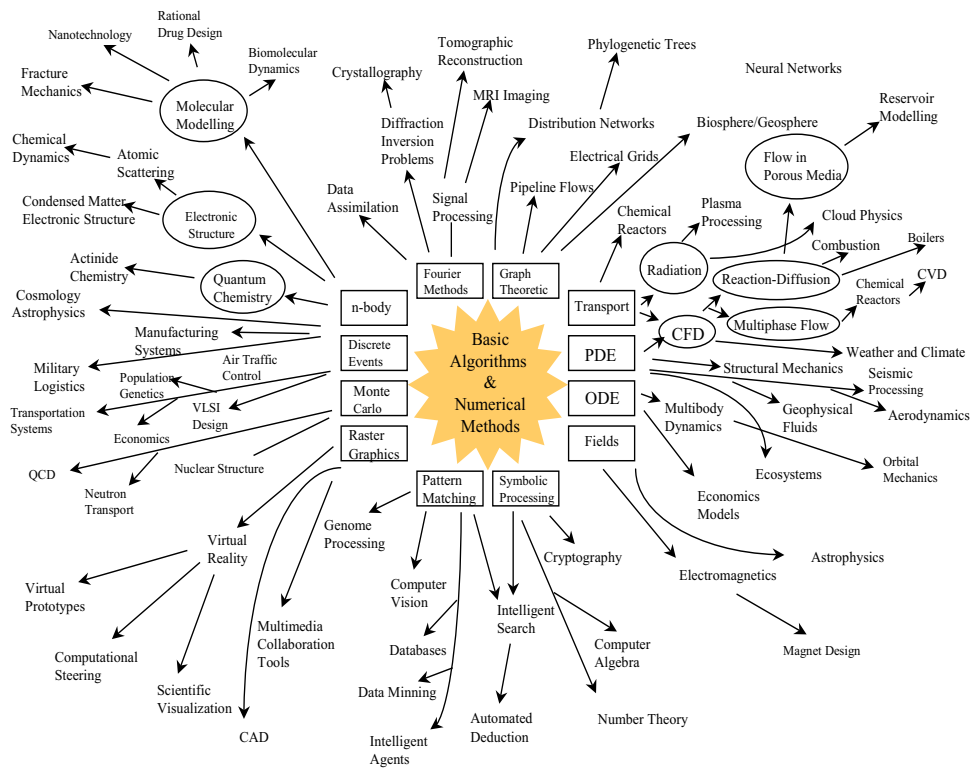 Rational
Drug Design
Nanotechnology
Biomolecular
Dynamics
Fracture
Mechanics
Molecular
Modelling
Chemical
Dynamics
Atomic
Scattering
Condensed Matter
Electronic Structure
Electronic
Structure
Actinide
Chemistry
Quantum
Chemistry
Cosmology
Astrophysics
Crystallography
Tomographic
Reconstruction
MRI Imaging
Diffraction
Inversion
Problems
Data
Assimilation
Signal
Processing
Phylogenetic Trees
Distribution Networks
Electrical Grids
Pipeline Flows
Neural Networks
Biosphere/Geosphere
Reservoir
Modelling
Flow in
Porous Media
Chemical
Reactors
Plasma
Processing
Cloud Physics
Combustion
Boilers
Radiation
Reaction-Diffusion
Chemical
Reactors
CVD
Multiphase Flow
CFD
Weather and Climate
Structural Mechanics
Seismic
Processing
Aerodynamics
Geophysical
Fluids
Multibody
Dynamics
Ecosystems
Orbital
Mechanics
Economics
Models
Fourier
Methods
Graph
Theoretic
n-body
Transport
Discrete
Events
PDE
Monte
Carlo
ODE
Raster
Graphics
Fields
Pattern
Matching
Symbolic
Processing
Basic
Algorithms
&
Numerical
Methods
Manufacturing
Systems
Military
Logistics
Air Traffic
Control
Population
Genetics
Transportation
Systems
VLSI
Design
Economics
QCD
Nuclear Structure
Neutron
Transport
Virtual
Reality
Genome
Processing
Virtual
Prototypes
Computational
Steering
Scientific
Visualization
CAD
Multimedia
Collaboration
Tools
Computer
Vision
Databases
Data Minning
Intelligent
Agents
Intelligent
Search
Automated
Deduction
Cryptography
Computer
Algebra
Number Theory
Electromagnetics
Astrophysics
Magnet Design